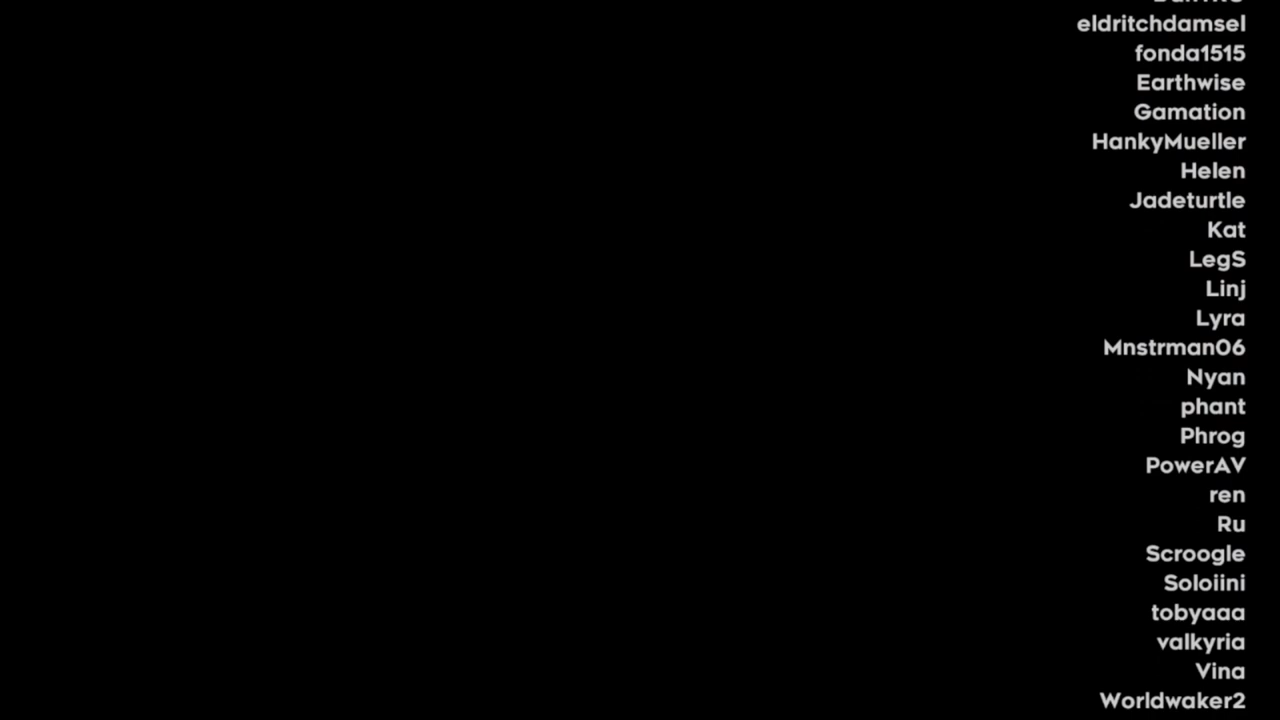 eldritchdamsel
fonda1515
Earthwise
Gamation
HankyMueller
Helen
Jadeturtle
Kat
LegS
Linj
Lyra
Mnstrman06
Nyan
phant
Phrog
PowerAV
ren
Ru
Scroogle
Soloiini
tobyaaa
valkyria
Vina
Worldwaker2